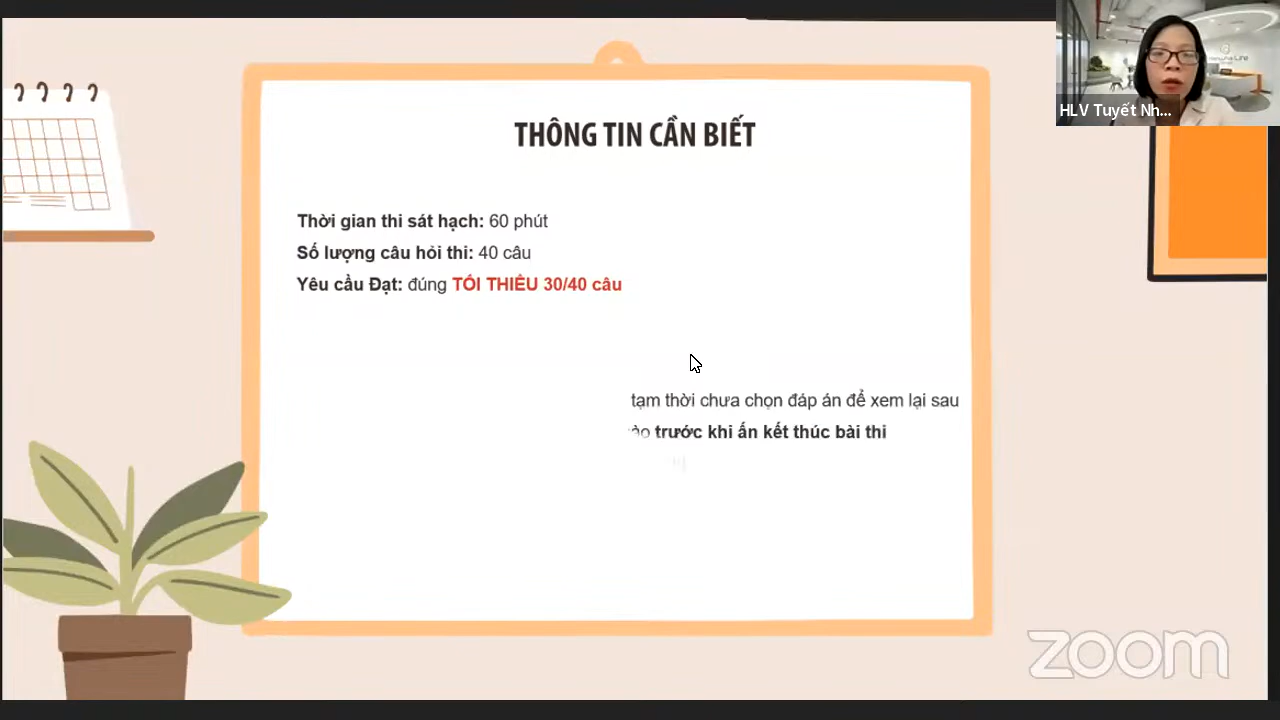 HLV Tuyết Nh...
THÔNG TIN CẦN BIẾT
Thời gian thi sát hạch: 60 phút
Số lượng câu hỏi thi: 40 câu
Yêu cầu Đạt: đúng TỐI THIỂU 30/40 câu
tạm thời chưa chọn đáp án để xem lại sau
trước khi ấn kết thúc bài thi
zoom